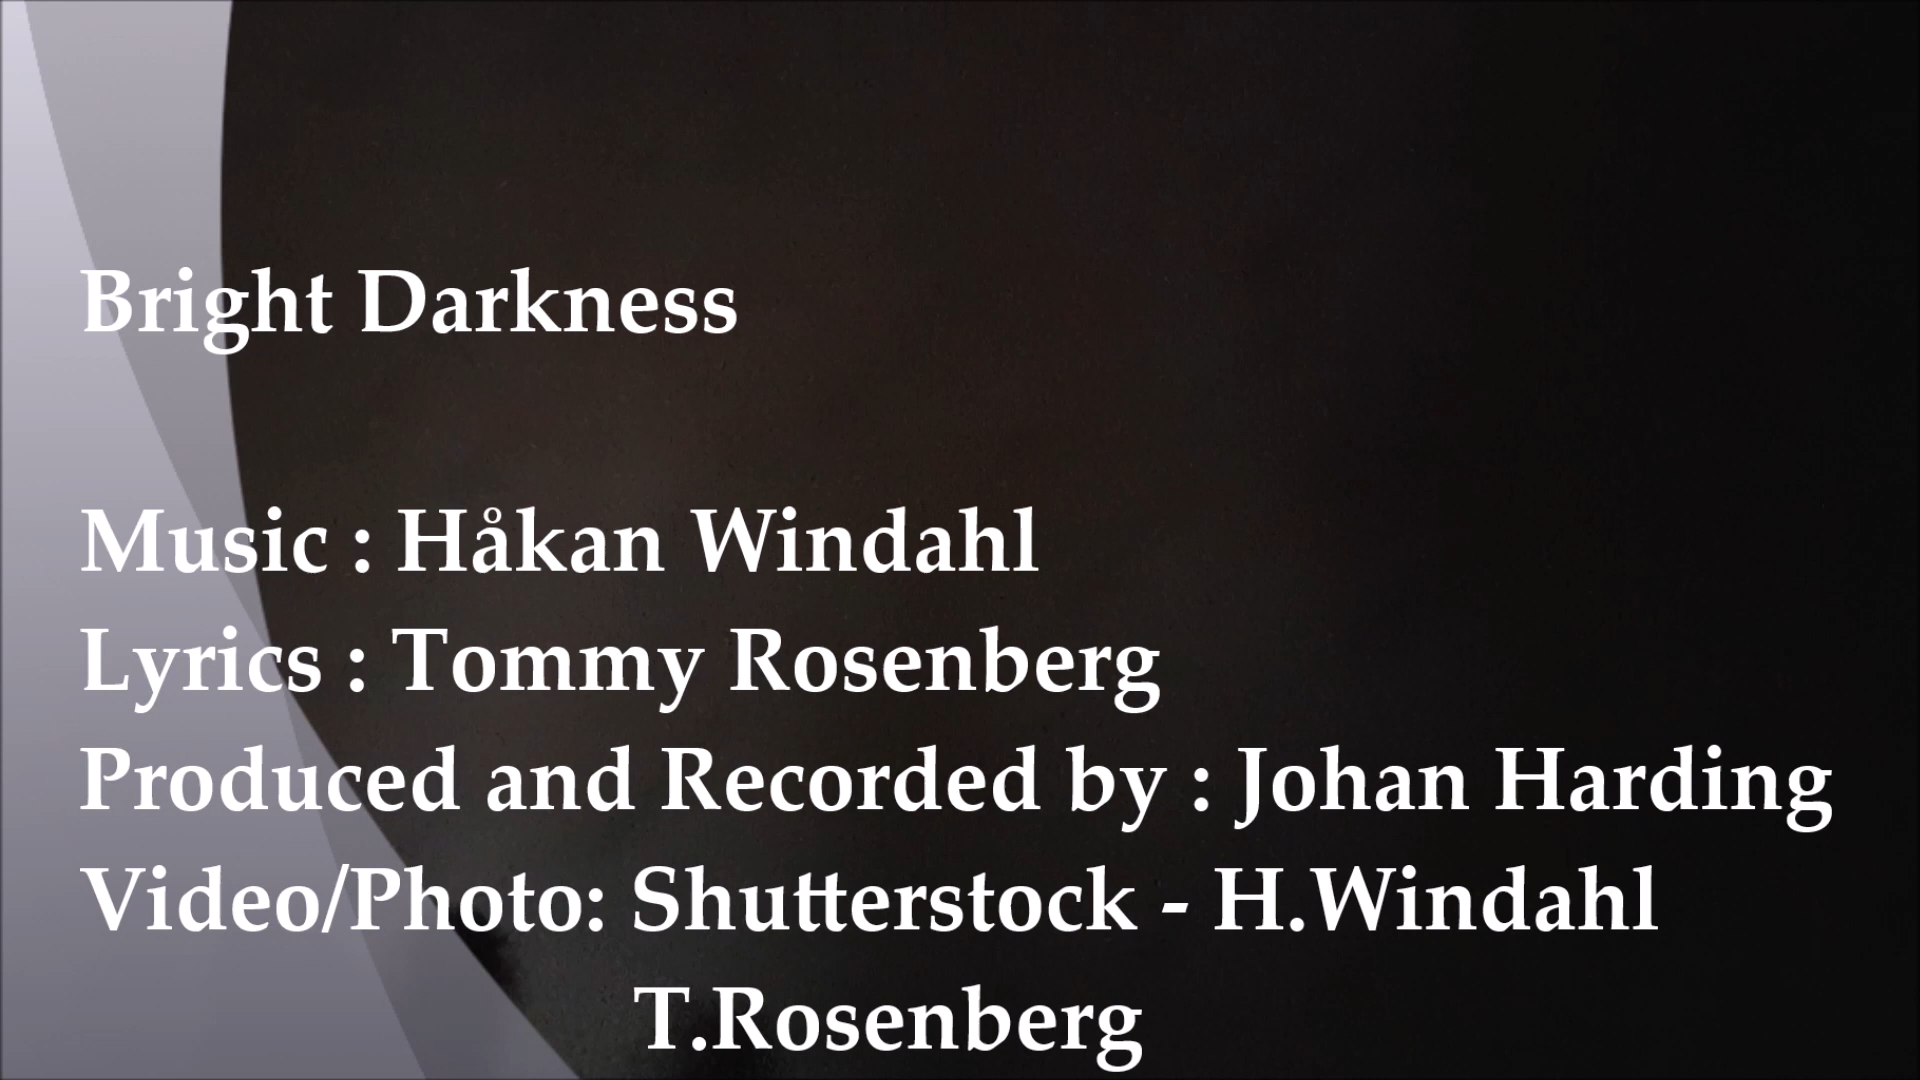 Bright Darkness
Music : Håkan Windahl
Lyrics : Tommy Rosenberg
Produced and Recorded by : Johan Harding
Video/Photo: Shutterstock - H.Windahl
T.Rosenberg